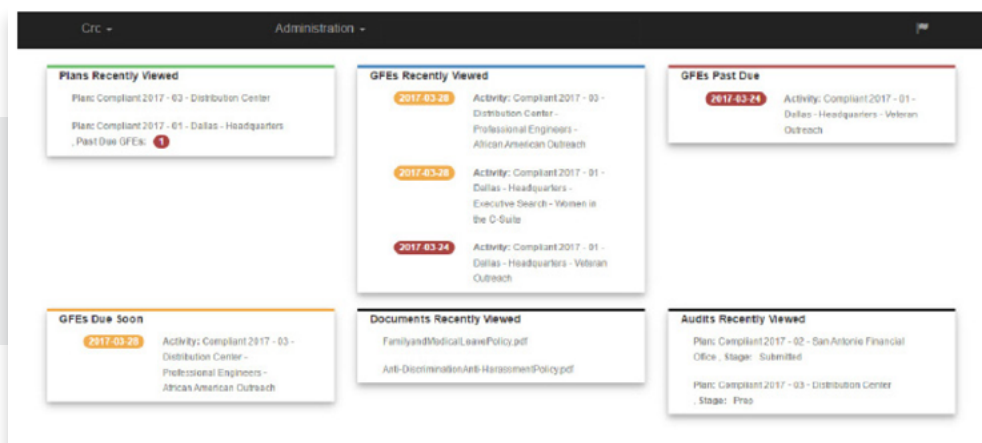 Crc
Administration
Plans Recently Viewed
Plan: Compliant 2017 - 03 - Distribution Center
Plan: Compliant 2017 - 01 - Dallas - Headquarters
, Past Due GFEs: 1
GFEs Recently Viewed
2017-03-28
Activity: Compliant 2017 - 03 -
Distribution Center -
Professional Engineers -
African American Outreach
2017-03-28
Activity: Compliant 2017 - 01 -
Dallas - Headquarters -
Executive Search - Women in
the C-Suite
2017-03-24
Activity: Compliant 2017 - 01 -
Dallas - Headquarters - Veteran
Outreach
GFEs Past Due
2017-03-24
Activity: Compliant 2017 - 01 -
Dallas - Headquarters - Veteran
Outreach
GFEs Due Soon
2017-03-28
Activity: Compliant 2017 - 03 -
Distribution Center -
Professional Engineers -
African American Outreach
Documents Recently Viewed
FamilyandMedicalLeavePolicy.pdf
Anti-DiscriminationAnti-HarassmentPolicy.pdf
Audits Recently Viewed
Plan: Compliant 2017 - 02 - San Antonio Financial
Office , Stage: Submitted
Plan: Compliant 2017 - 03 - Distribution Center
, Stage: Prep